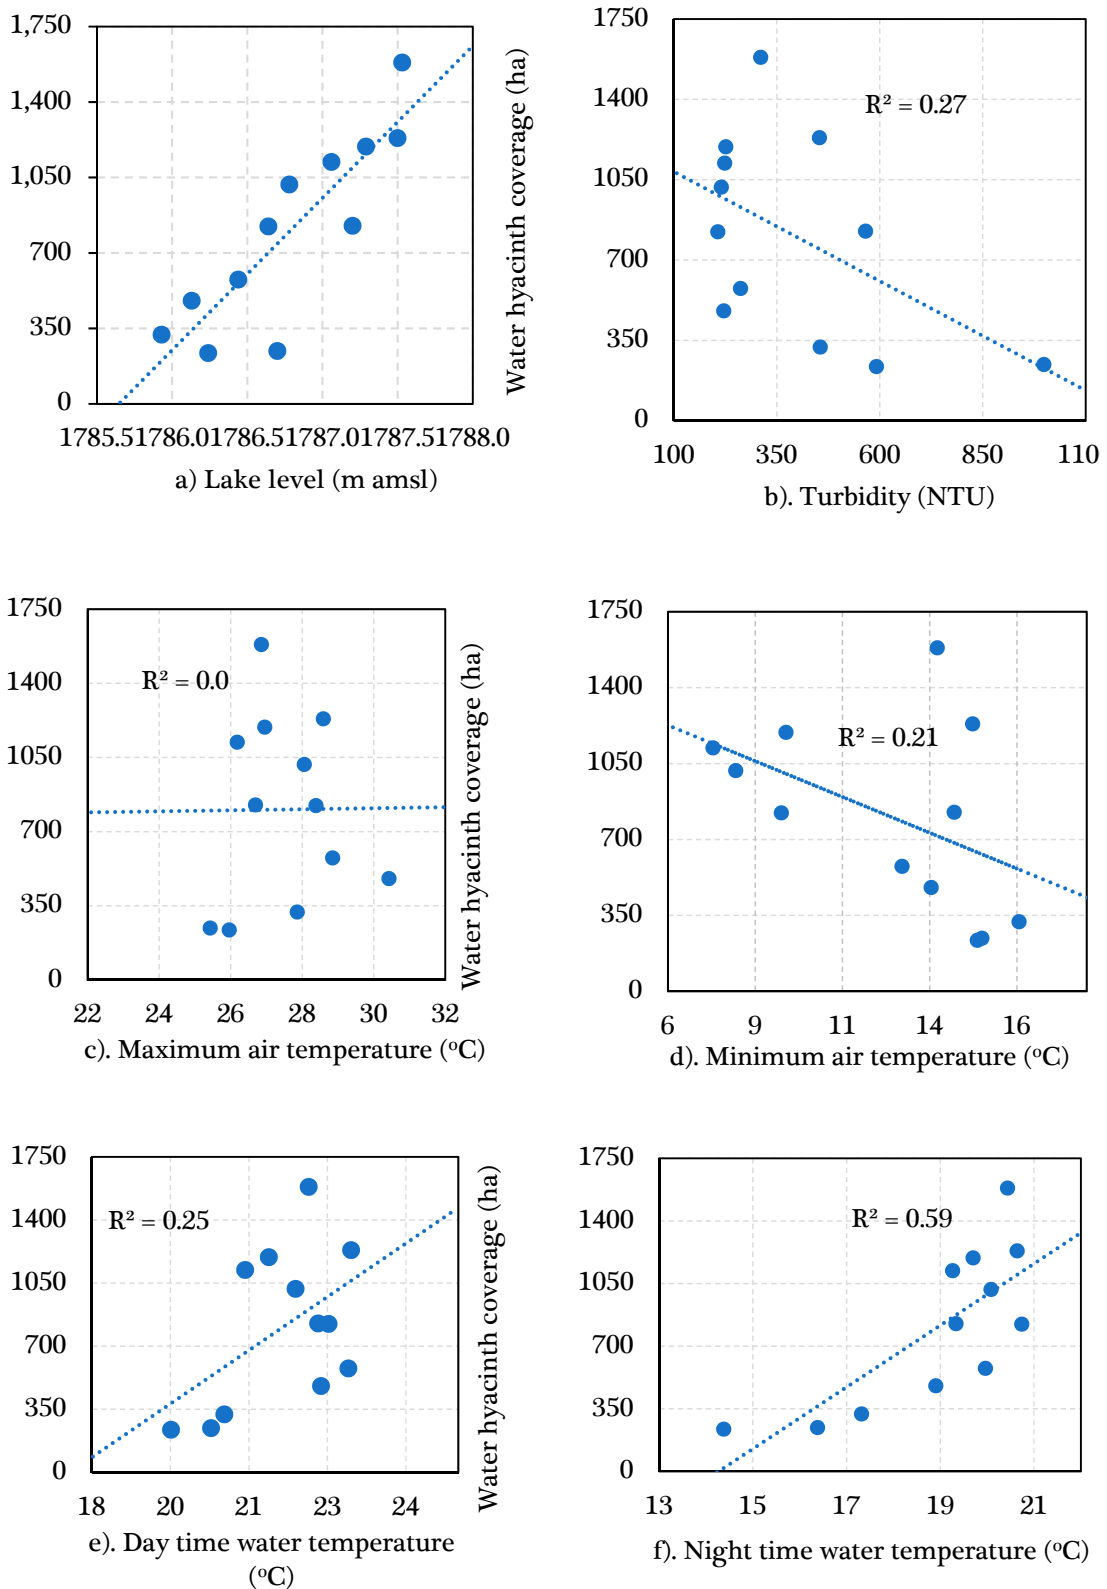 1,750
1,400
1,050
700
350
0
1785.51786.01786.51787.01787.51788.0
a) Lake level (m amsl)
Water hyacinth coverage (ha)
1750
1400
1050
700
350
0
R² = 0.27
100 350 600 850 110
b). Turbidity (NTU)
1750
1400
1050
700
350
0
R² = 0.0
22 24 26 28 30 32
c). Maximum air temperature (°C)
Water hyacinth coverage (ha)
1750
1400
1050
700
350
0
R² = 0.21
6 9 11 14 16
d). Minimum air temperature (°C)
1750
1400
1050
700
350
0
R² = 0.25
18 20 21 23 24
e). Day time water temperature
(°C)
Water hyacinth coverage (ha)
1750
1400
1050
700
350
0
R² = 0.59
13 15 17 19 21
f). Night time water temperature (°C)